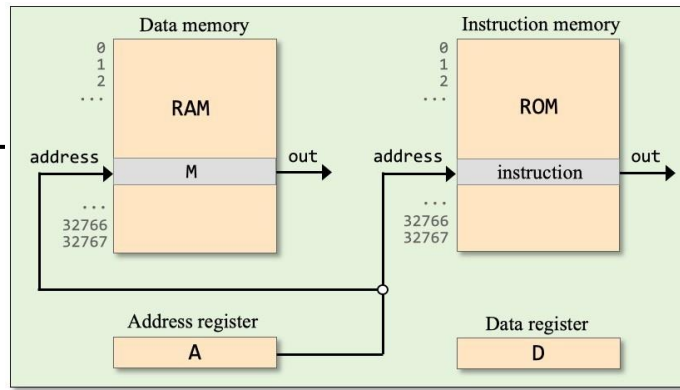 Data memory
0
1
2
...
RAM
address
M
out
...
32766
32767
Instruction memory
0
1
2
...
ROM
address
instruction
out
...
32766
32767
Address register
A
Data register
D